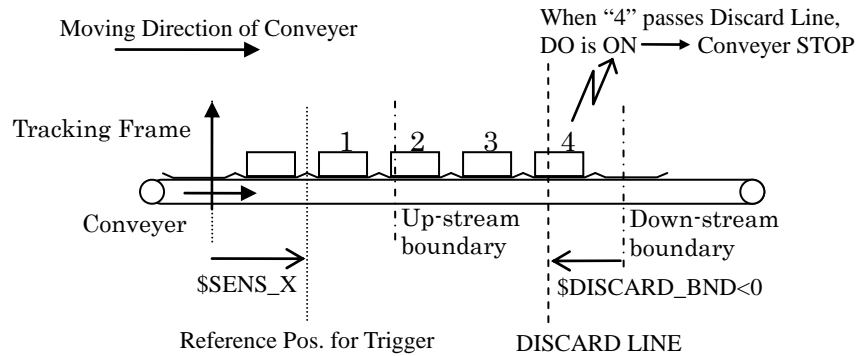 Moving Direction of Conveyer
When “4” passes Discard Line,
DO is ON
Conveyer STOP
Tracking Frame
1
2
3
4
Conveyer
Up-stream
boundary
Down-stream
boundary
$SENS_X
$DISCARD_BND<0
Reference Pos. for Trigger
DISCARD LINE